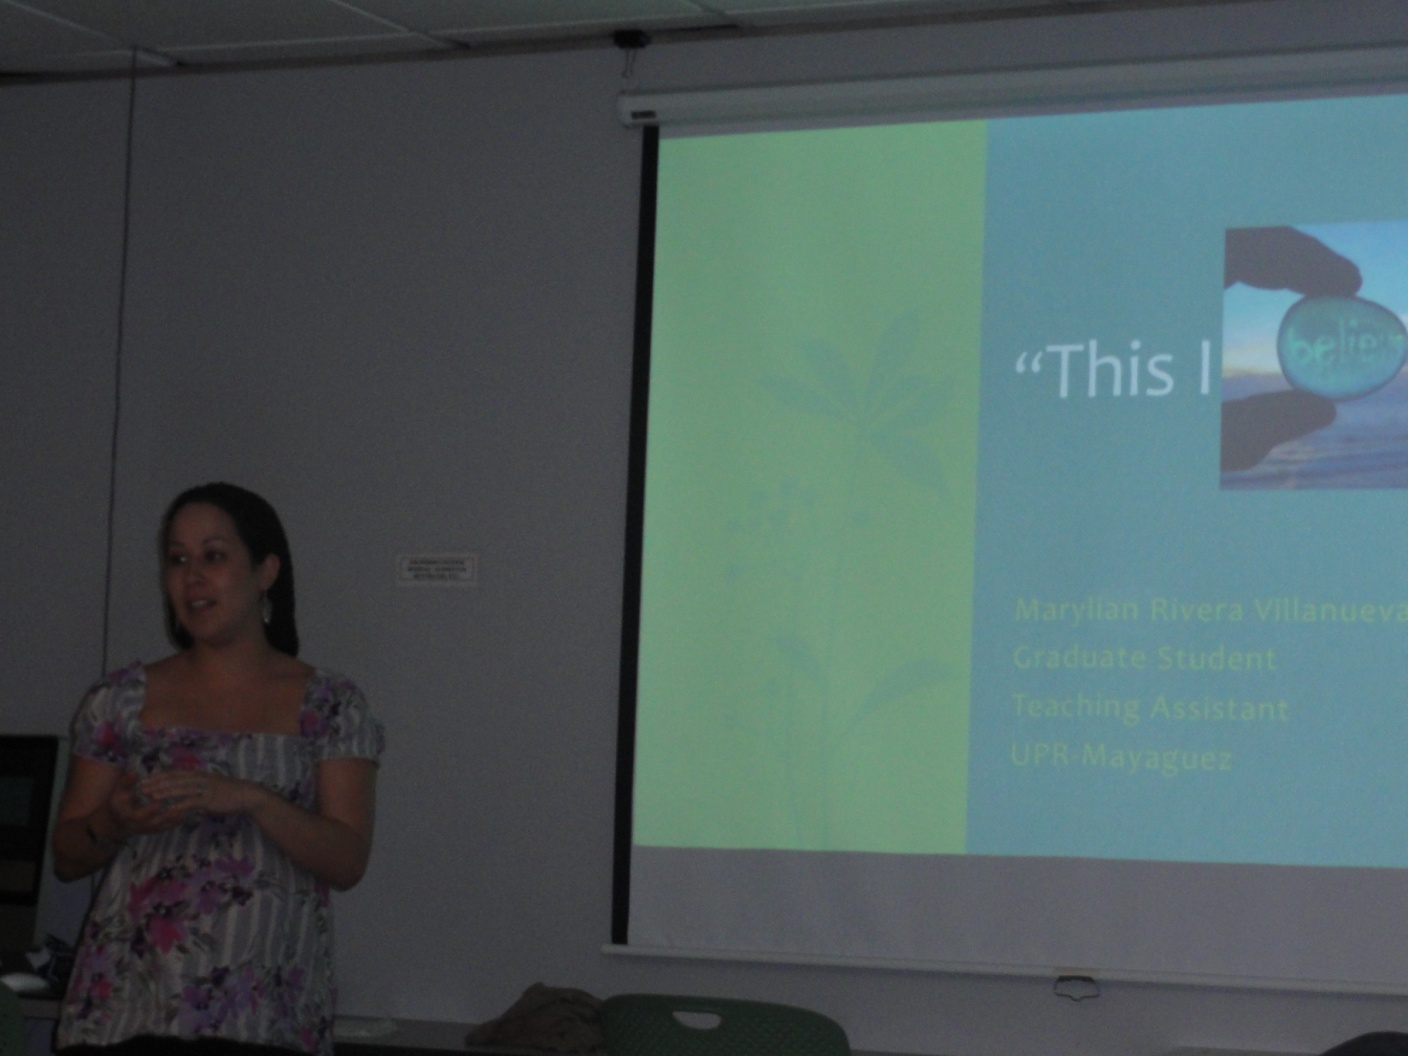 “This I
believe
Marylian Rivera Villanueva
Graduate Student
Teaching Assistant
UPR-Mayaguez